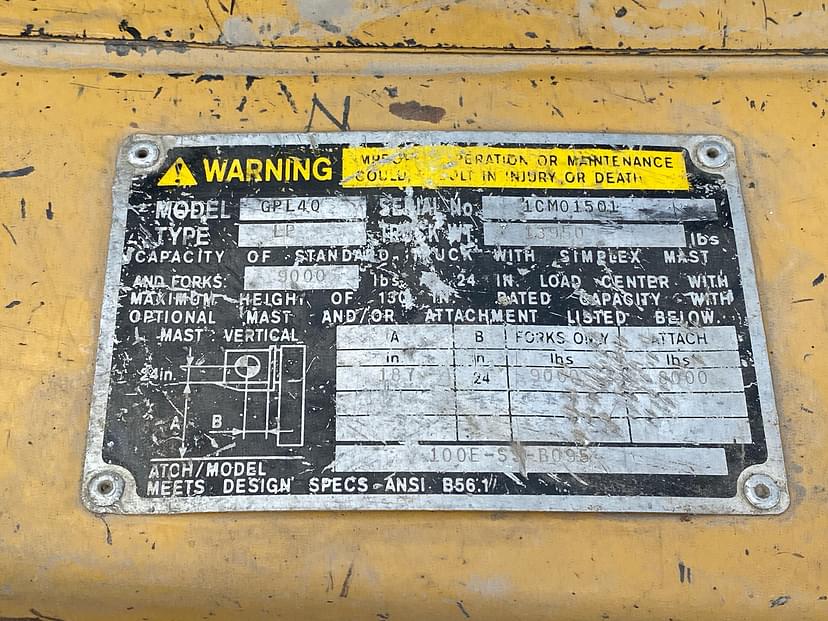 WARNING
OPERATION OR MAINTENANCE
COULD RESULT IN INJURY OR DEATH
MODEL GPL40 SERIAL No. 1CM01501
TYPE LP TRUCK WT. 13950 lbs
CAPACITY OF STANDARD TRUCK WITH SIMPLEX MAST
AND FORKS 9000 lbs 24 IN. LOAD CENTER WITH
MAXIMUM HEIGHT OF 130 IN. RATED CAPACITY WITH
OPTIONAL MAST AND/OR ATTACHMENT LISTED BELOW.
MAST VERTICAL
A B FORKS ONLY ATTACH
in in. lbs lbs
187 24 9000 8000
24in.
A
B
100E-SS-B095
ATCH/MODEL
MEETS DESIGN SPECS ANSI B56.1